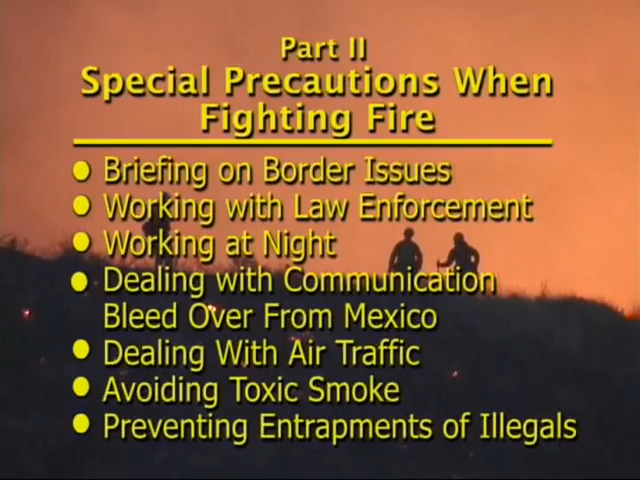 Part II
Special Precautions When
Fighting Fire
Briefing on Border Issues
Working with Law Enforcement
Working at Night
Dealing with Communication
Bleed Over From Mexico
Dealing With Air Traffic
Avoiding Toxic Smoke
Preventing Entrapments of Illegals